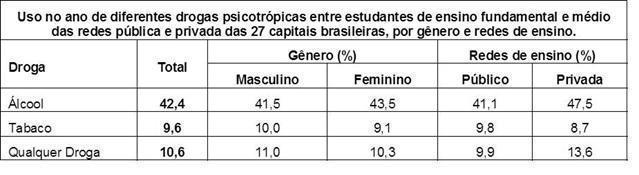 Uso no ano de diferentes drogas psicotrópicas entre estudantes de ensino fundamental e médio
das redes pública e privada das 27 capitais brasileiras, por gênero e redes de ensino.
Droga Total Gênero (%) Redes de ensino (%)
Masculino Feminino Público Privada
Álcool 42,4 41,5 43,5 41,1 47,5
Tabaco 9,6 10,0 9,1 9,8 8,7
Qualquer Droga 10,6 11,0 10,3 9,9 13,6